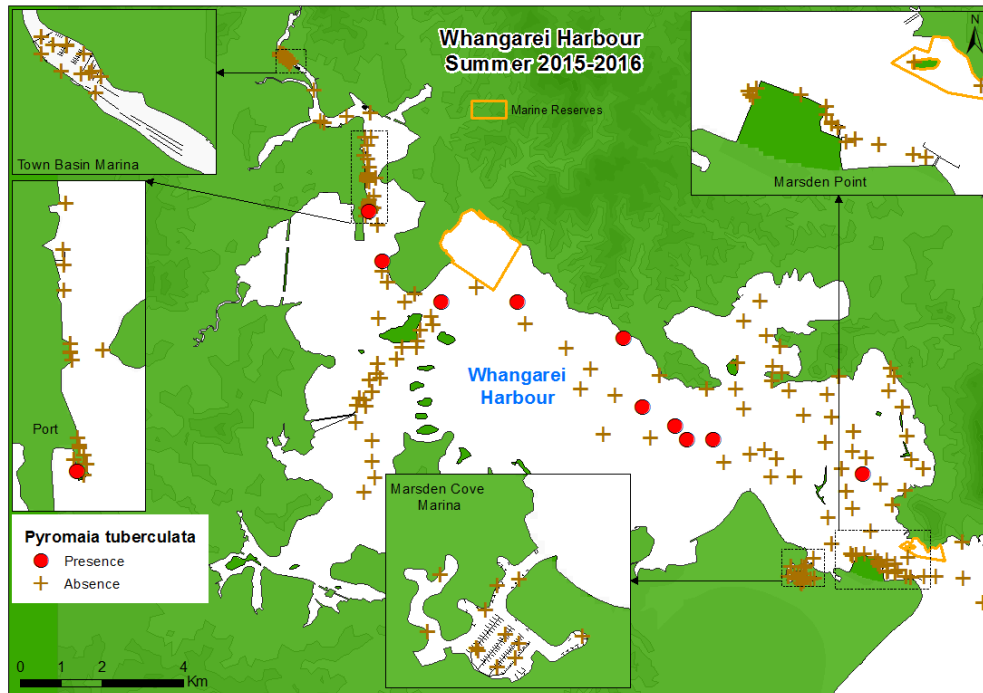 Whangarei Harbour
Summer 2015-2016
Marine Reserves
N
Town Basin Marina
Marsden Point
Port
Whangarei
Harbour
Marsden Cove
Marina
Pyromaia tuberculata
Presence
Absence
0 1 2 4
Km